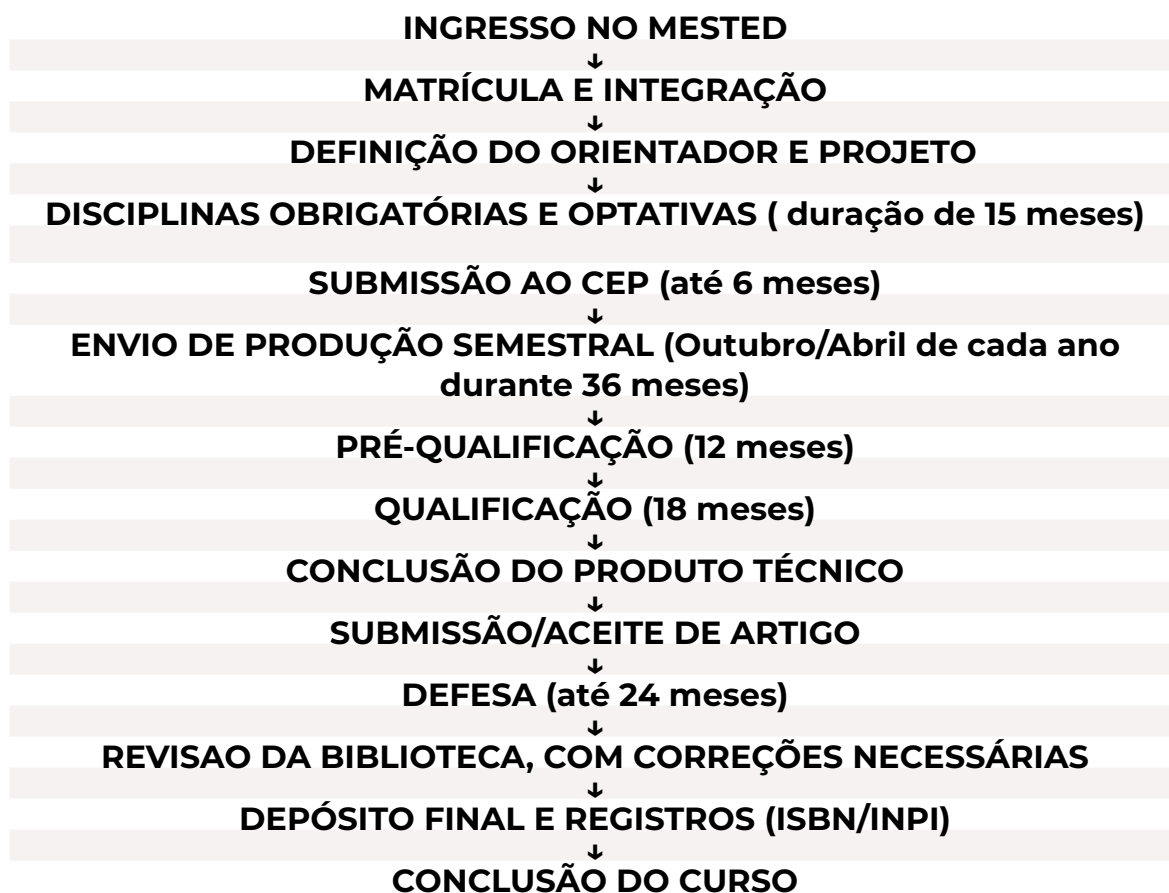 INGRESSO NO MESTED
↓
MATRÍCULA E INTEGRAÇÃO
↓
DEFINIÇÃO DO ORIENTADOR E PROJETO
↓
DISCIPLINAS OBRIGATÓRIAS E OPTATIVAS ( duração de 15 meses)
SUBMISSÃO AO CEP (até 6 meses)
↓
ENVIO DE PRODUÇÃO SEMESTRAL (Outubro/Abril de cada ano
durante 36 meses)
↓
PRÉ-QUALIFICAÇÃO (12 meses)
↓
QUALIFICAÇÃO (18 meses)
↓
CONCLUSÃO DO PRODUTO TÉCNICO
↓
SUBMISSÃO/ACEITE DE ARTIGO
↓
DEFESA (até 24 meses)
↓
REVISAO DA BIBLIOTECA, COM CORREÇÕES NECESSÁRIAS
↓
DEPÓSITO FINAL E REGISTROS (ISBN/INPI)
↓
CONCLUSÃO DO CURSO